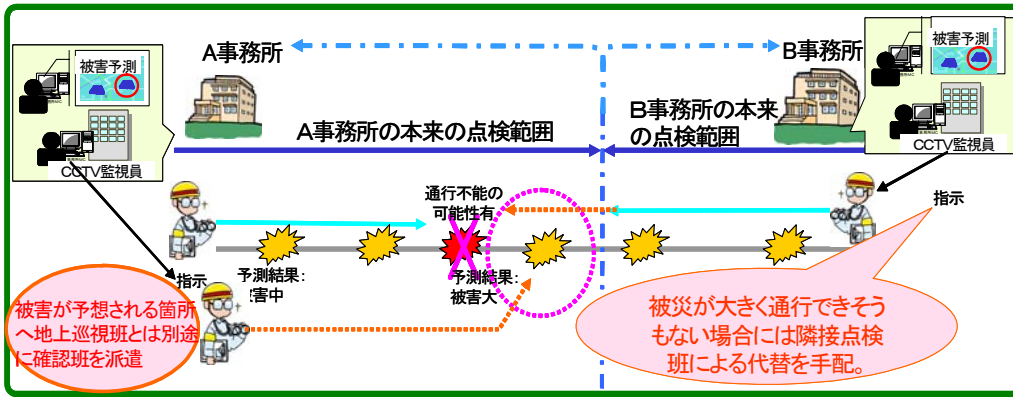 被害予測
CCTV監視員
A事務所
B事務所
被害予測
CCTV監視員
A事務所の本来の点検範囲
B事務所の本来
の点検範囲
指示
通行不能の
可能性有
指示
予測結果:
害中
予測結果:
被害大
被害が予想される箇所
へ地上巡視班とは別途
に確認班を派遣
被災が大きく通行できそう
もない場合には隣接点検
班による代替を手配。